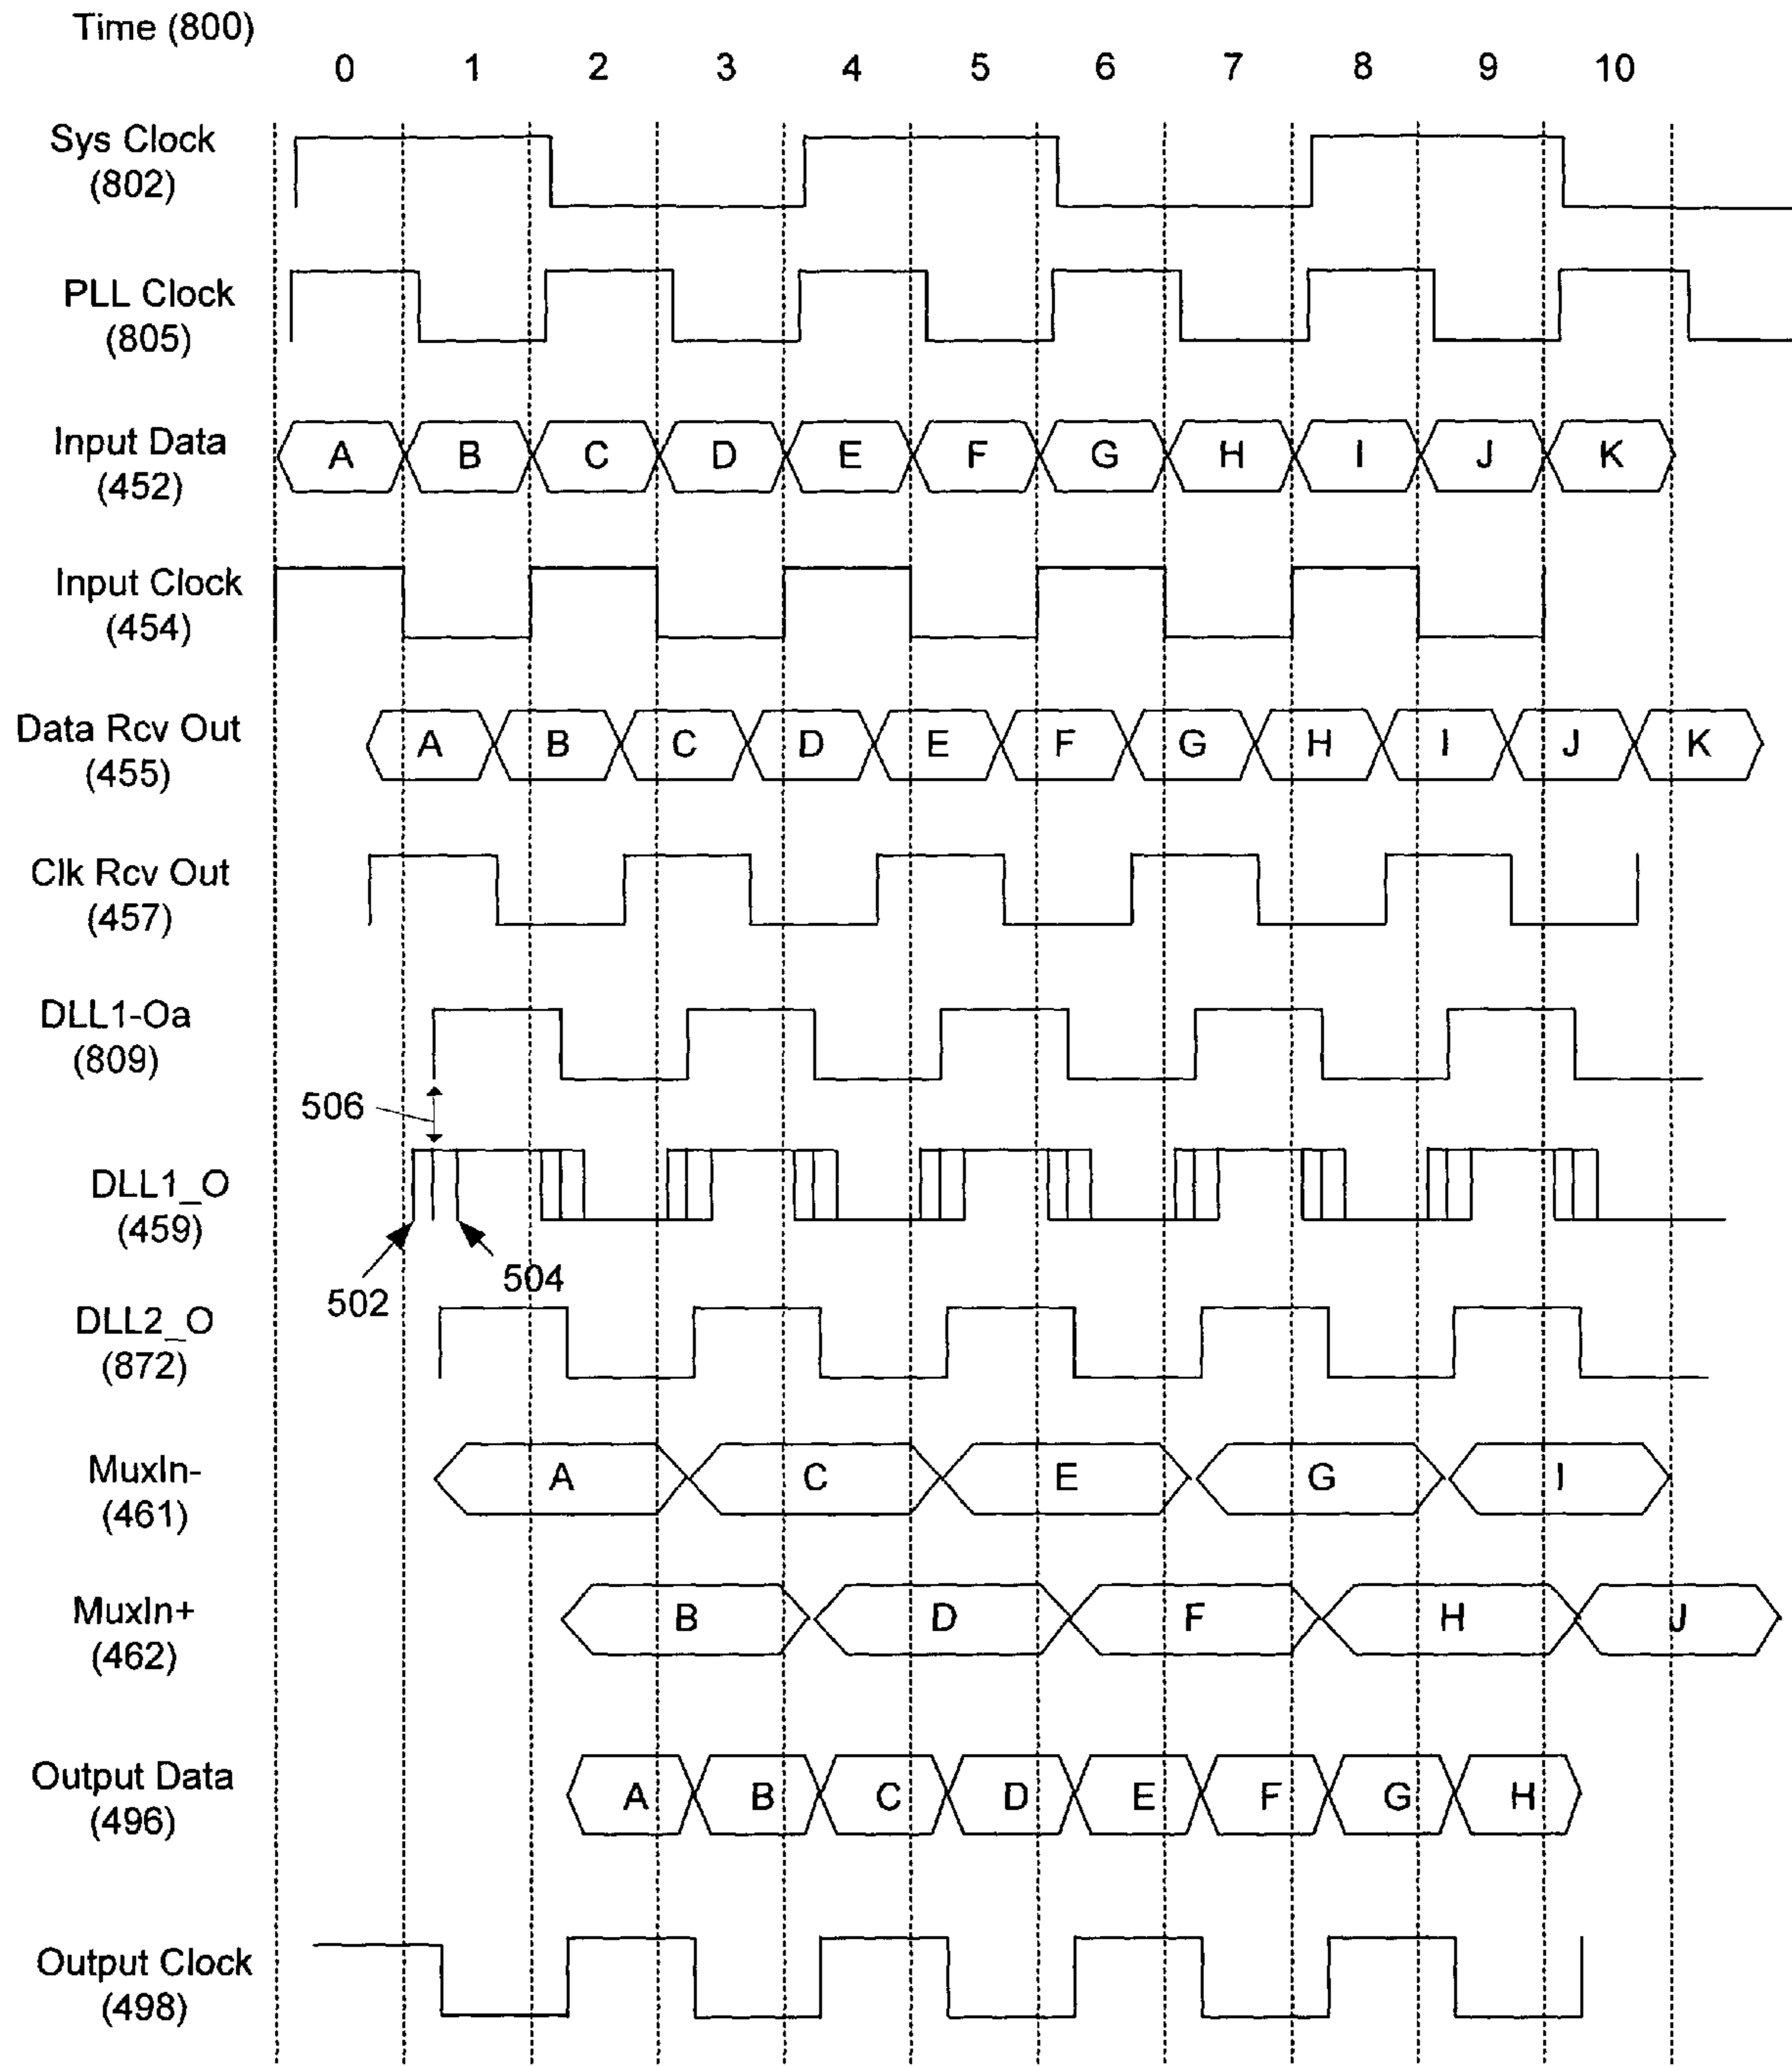 Time (800)
0 1 2 3 4 5 6 7 8 9 10
Sys Clock
(802)
PLL Clock
(805)
Input Data
(452)
A B C D E F G H I J K
Input Clock
(454)
Data Rcv Out
(455)
A B C D E F G H I J K
Clk Rcv Out
(457)
DLL1-Oa
(809)
506
DLL1_O
(459)
502
504
DLL2_O
(872)
MuxIn-
(461)
A C E G I
MuxIn+
(462)
B D F H J
Output Data
(496)
A B C D E F G H
Output Clock
(498)